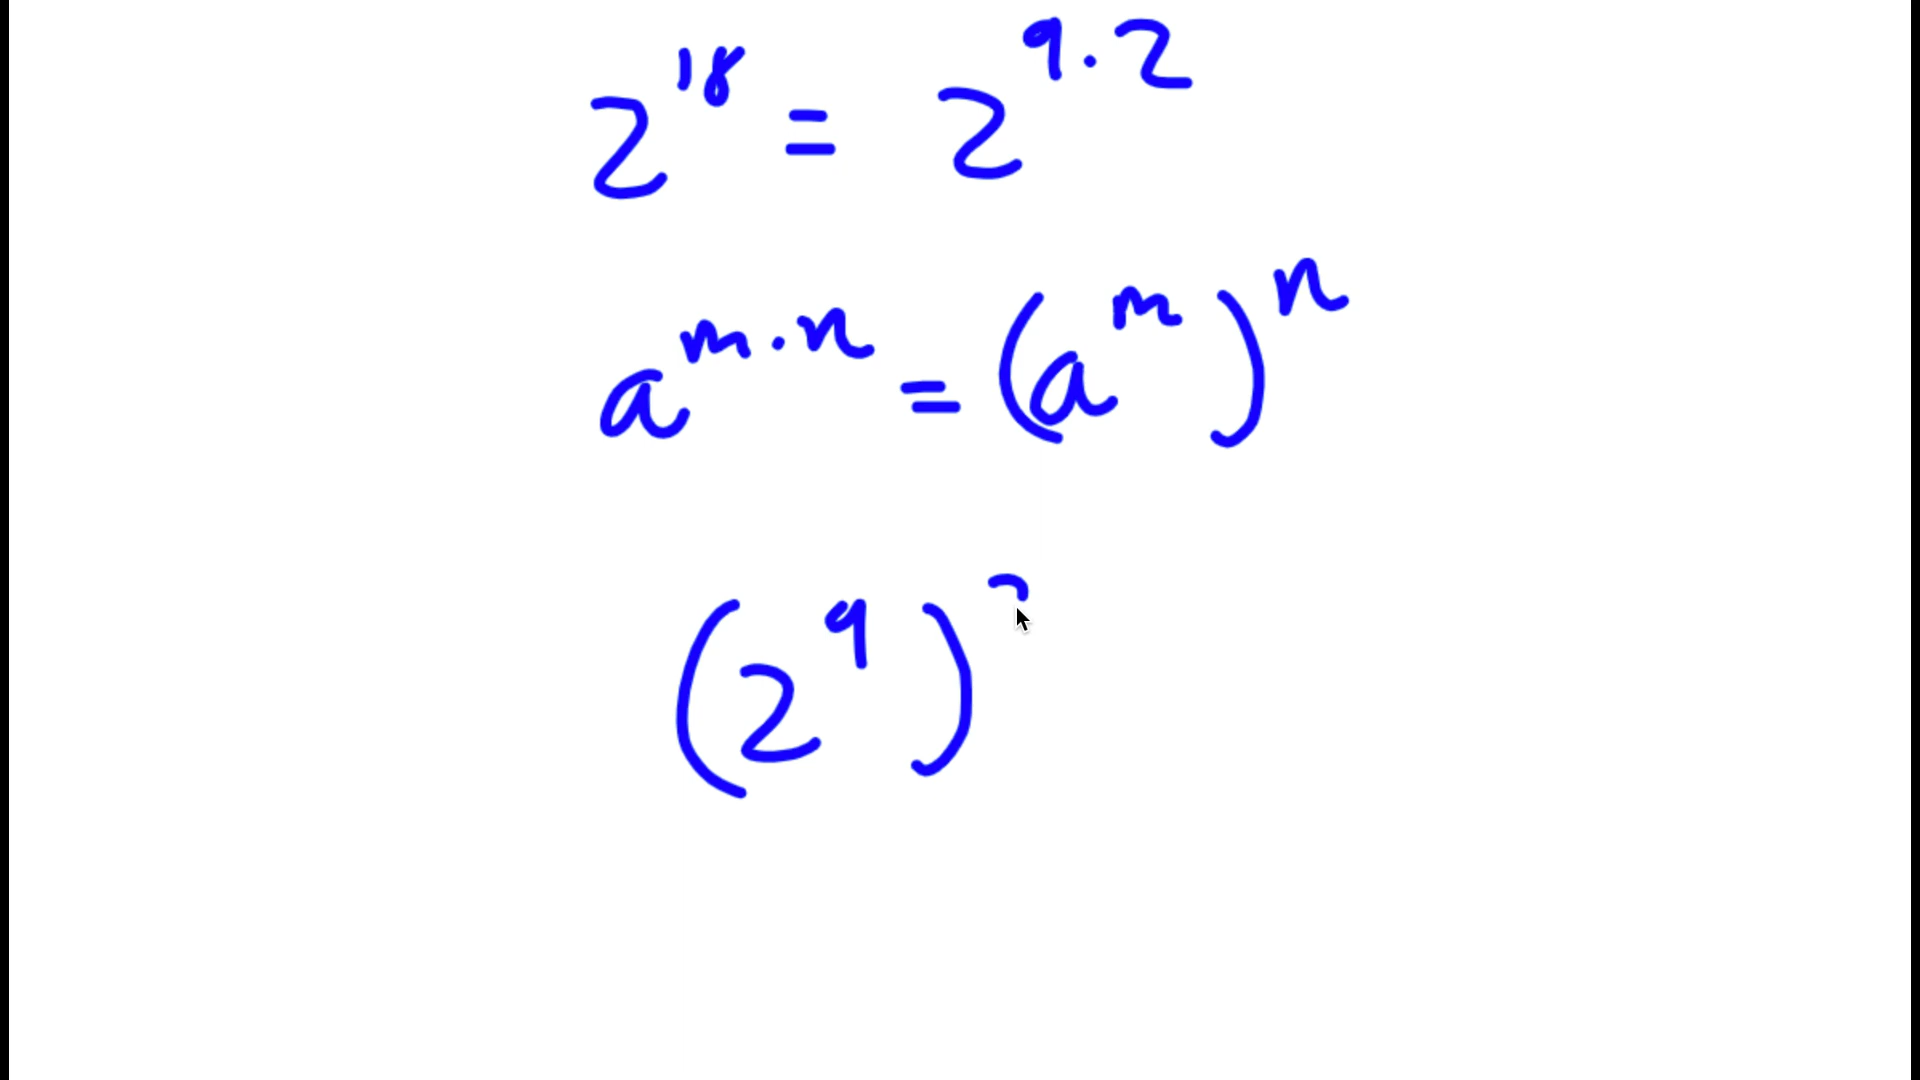 2^18 = 2^9·2
a^m·n = (a^m)^n
(2^9)